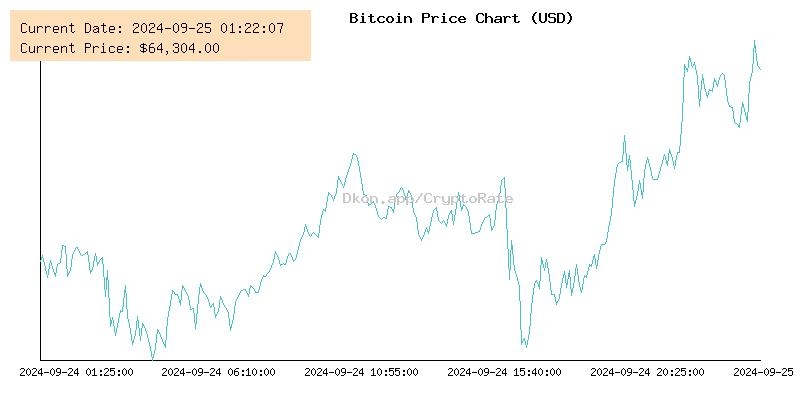 Bitcoin Price Chart (USD)
Current Date: 2024-09-25 01:22:07
Current Price: $64,304.00
Dkon.app/CryptoRate
2024-09-24 01:25:00 2024-09-24 06:10:00 2024-09-24 10:55:00 2024-09-24 15:40:00 2024-09-24 20:25:00 2024-09-25